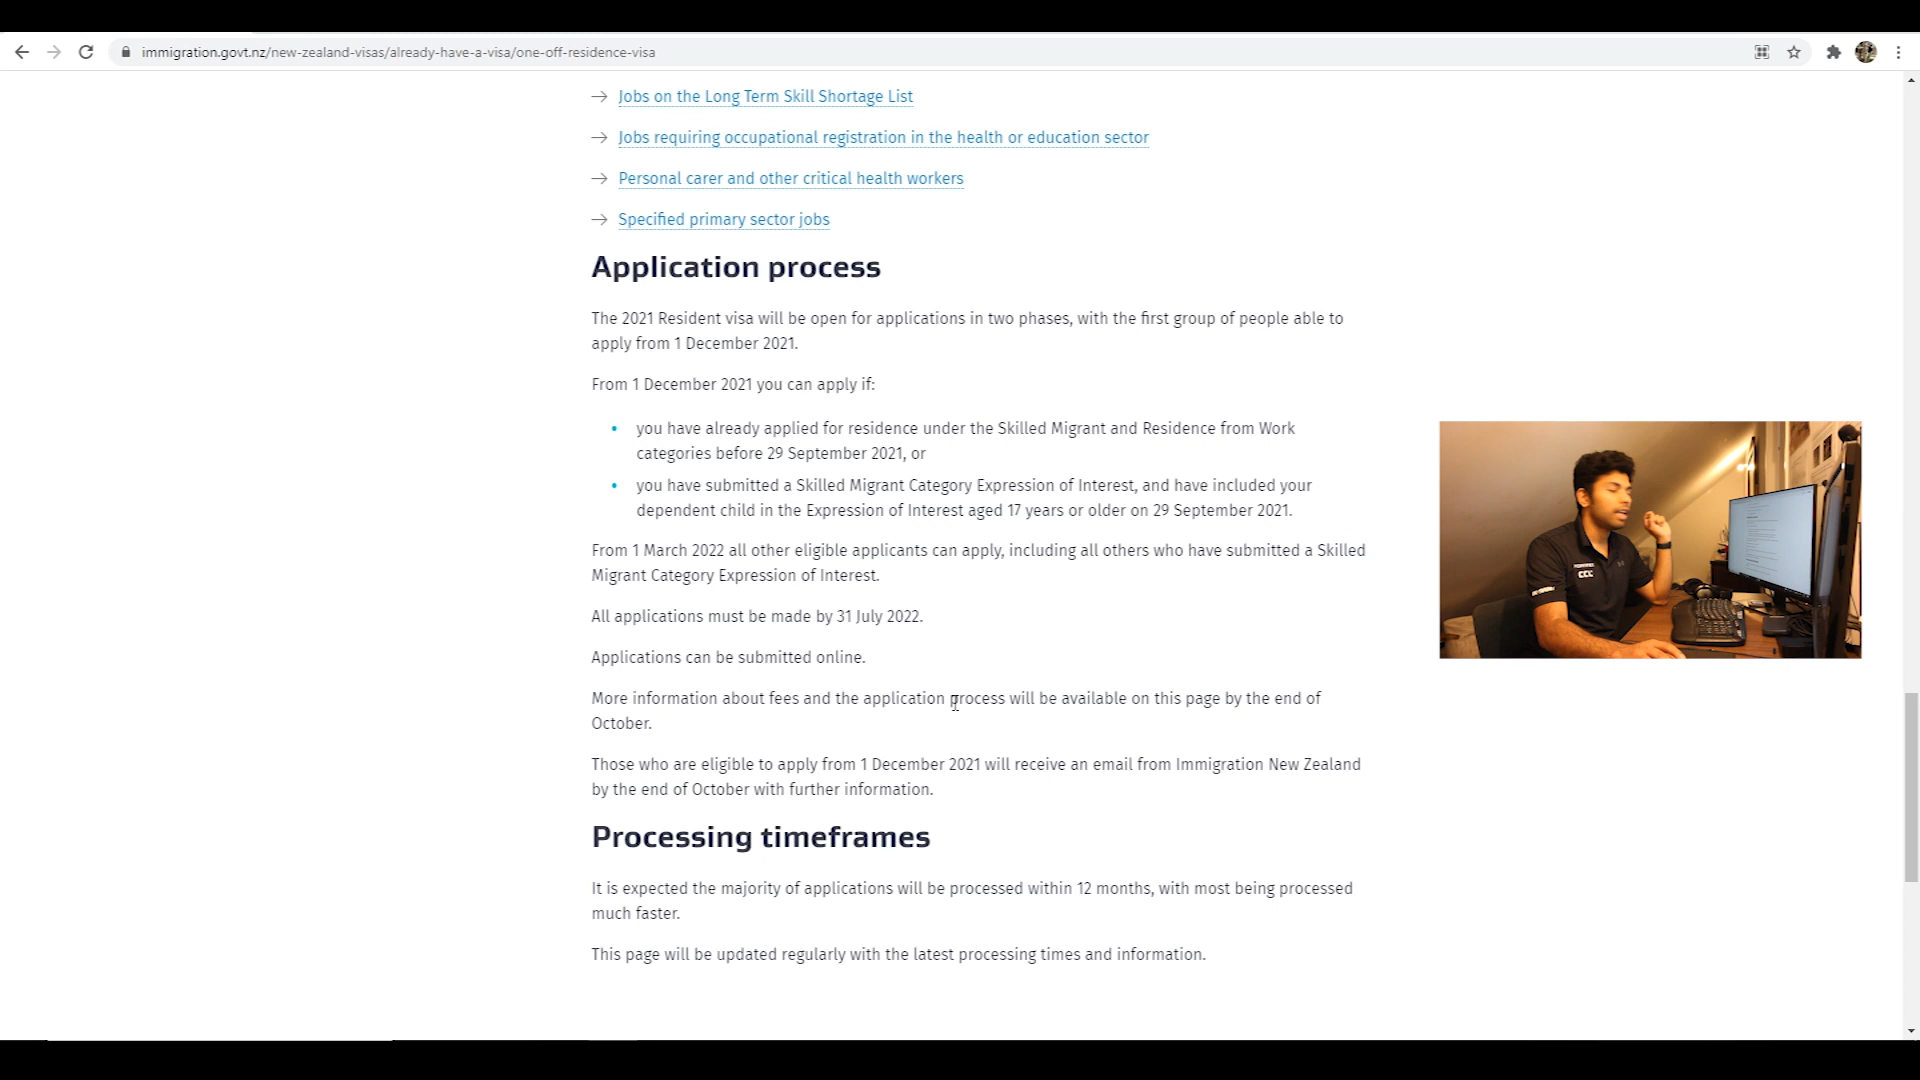 immigration.govt.nz/new-zealand-visas/already-have-a-visa/one-off-residence-visa
Jobs on the Long Term Skill Shortage List
Jobs requiring occupational registration in the health or education sector
Personal carer and other critical health workers
Specified primary sector jobs
Application process
The 2021 Resident visa will be open for applications in two phases, with the first group of people able to
apply from 1 December 2021.
From 1 December 2021 you can apply if:
you have already applied for residence under the Skilled Migrant and Residence from Work
categories before 29 September 2021, or
you have submitted a Skilled Migrant Category Expression of Interest, and have included your
dependent child in the Expression of Interest aged 17 years or older on 29 September 2021.
From 1 March 2022 all other eligible applicants can apply, including all others who have submitted a Skilled
Migrant Category Expression of Interest.
All applications must be made by 31 July 2022.
Applications can be submitted online.
More information about fees and the application process will be available on this page by the end of
October.
Those who are eligible to apply from 1 December 2021 will receive an email from Immigration New Zealand
by the end of October with further information.
Processing timeframes
It is expected the majority of applications will be processed within 12 months, with most being processed
much faster.
This page will be updated regularly with the latest processing times and information.
CCC